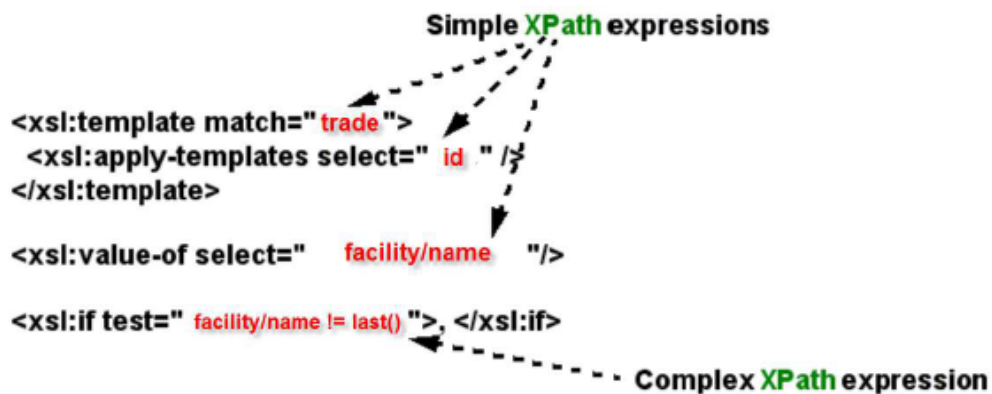 Simple XPath expressions
<xsl:template match="trade">
<xsl:apply-templates select=" id " />
</xsl:template>
<xsl:value-of select=" facility/name "/>
<xsl:if test=" facility/name != last() ">, </xsl:if>
Complex XPath expression